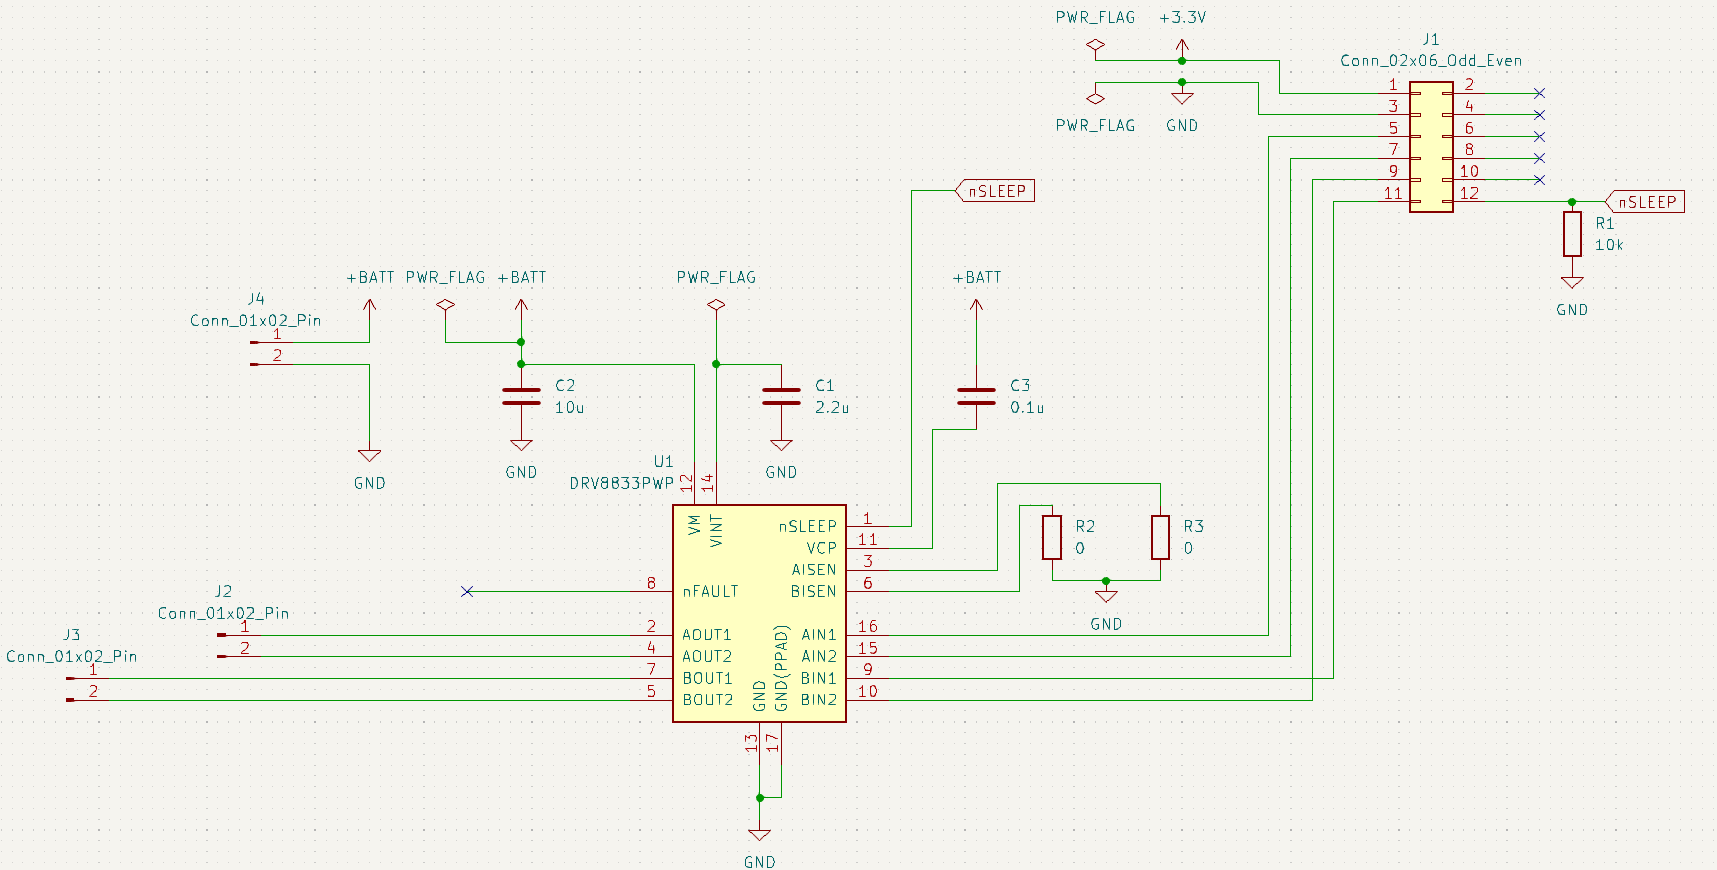 PWR_FLAG +3.3V
J1
Conn_02x06_Odd_Even
1 2
3 4
PWR_FLAG GND
5 6
7 8
9 10
11 12
nSLEEP
nSLEEP
R1
10k
GND
+BATT PWR_FLAG +BATT PWR_FLAG +BATT
J4
Conn_01x02_Pin
1
2
C2
10u
C1
2.2u
C3
0.1u
GND
GND
GND
U1
DRV8833PWP
12 14
VM VINT
nSLEEP 1
VCP 11
AISEN 3
BISEN 6
R2
0
R3
0
GND
8 nFAULT
J2
Conn_01x02_Pin
1
2
J3
Conn_01x02_Pin
1
2
2 AOUT1
4 AOUT2
7 BOUT1
5 BOUT2
GND GND(PPAD)
AIN1 16
AIN2 15
BIN1 9
BIN2 10
13 17
GND